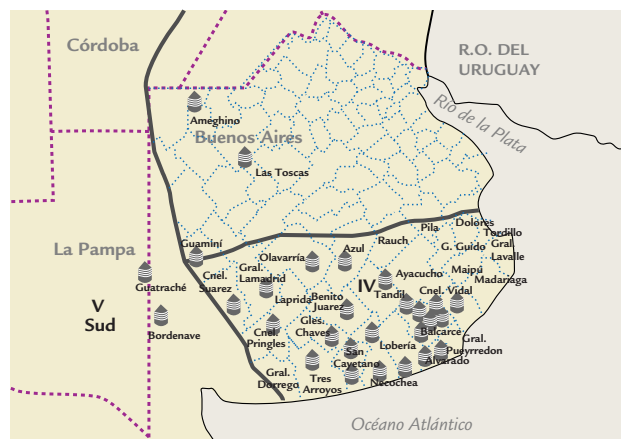 Córdoba
R.O. DEL
URUGUAY
Río de la Plata
Ameghino
Buenos Aires
Las Toscas
La Pampa
Guaminí
Olavarría
Azul
Rauch
Pila
Dolores
Tordillo
G. Guido
Gral.
Lavalle
Guatraché
Cnel.
Suarez
Gral.
Lamadrid
Laprida
Benito
Juarez
IV
Tandil
Ayacucho
Maipú
Madariaga
Cnel. Vidal
V
Sud
Bordenave
Cnel.
Pringles
Gles.
Chaves
San
Cayetano
Lobería
Balcarce
Gral.
Pueyrredon
Alvarado
Gral.
Dorrego
Tres
Arroyos
Necochea
Océano Atlántico